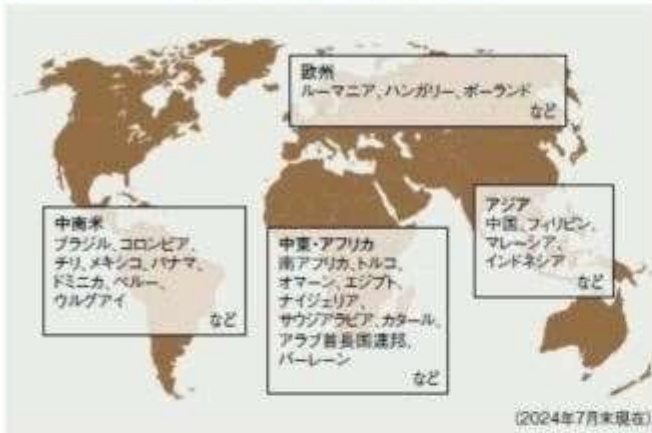 欧州
ルーマニア、ハンガリー、ポーランド
など
中南米
ブラジル、コロンビア、
チリ、メキシコ、パナマ、
ドミニカ、ペルー、
ウルグアイ
など
中東・アフリカ
南アフリカ、トルコ、
オマーン、エジプト、
ナイジェリア、
サウジアラビア、カタール、
アラブ首長国連邦、
バーレーン
など
アジア
中国、フィリピン、
マレーシア、
インドネシア
など
(2024年7月末現在)